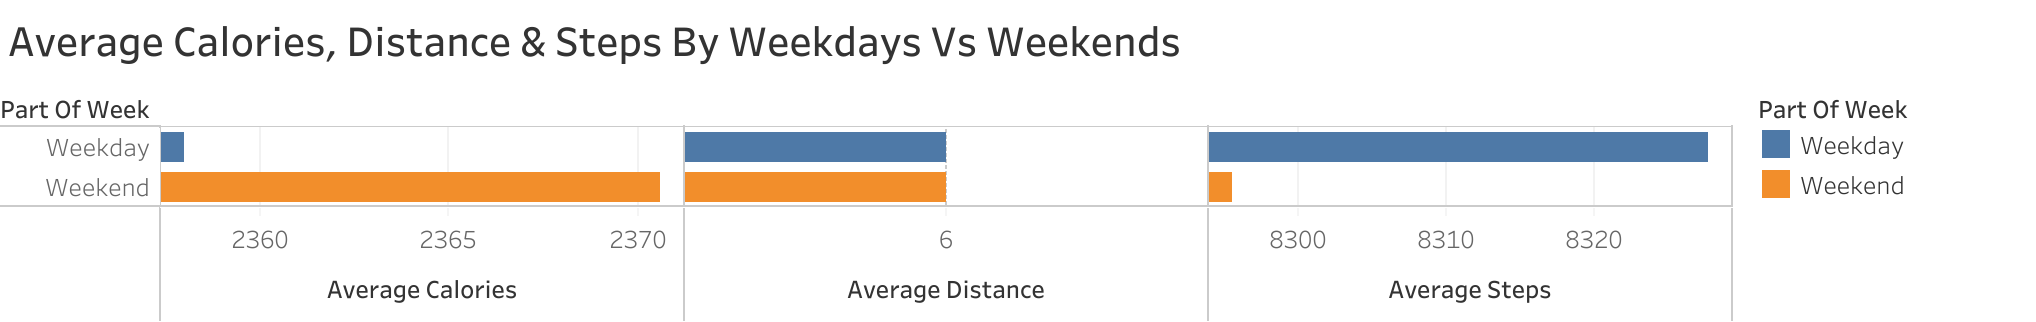 Average Calories, Distance & Steps By Weekdays Vs Weekends
Part Of Week
Weekday
Weekend
2360 2365 2370
6
8300 8310 8320
Average Calories
Average Distance
Average Steps
Part Of Week
Weekday
Weekend